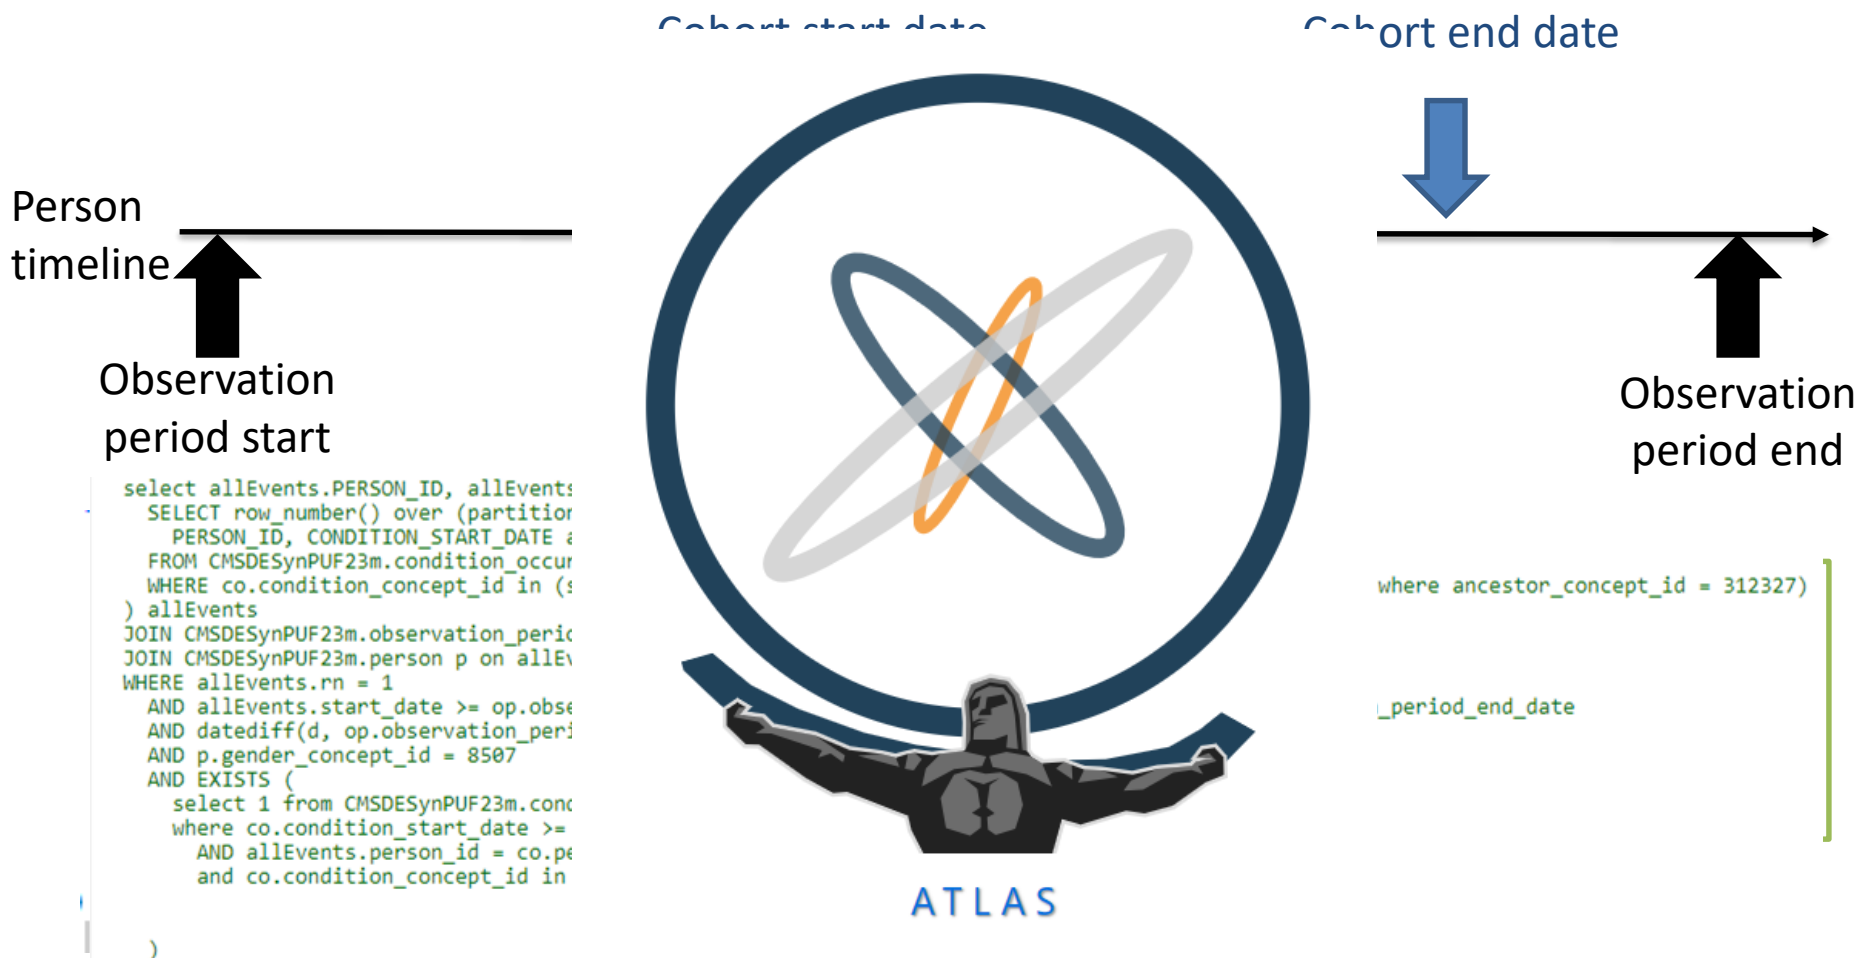 Cohort start date
Cohort end date
Person
timeline
Observation
period start
Observation
period end
select allEvents.PERSON_ID, allEvents
SELECT row_number() over (partition
PERSON_ID, CONDITION_START_DATE a
FROM CMSDESynPUF23m.condition_occur
WHERE co.condition_concept_id in (s
where ancestor_concept_id = 312327)
) allEvents
JOIN CMSDESynPUF23m.observation_perio
JOIN CMSDESynPUF23m.person p on allEv
WHERE allEvents.rn = 1
AND allEvents.start_date >= op.obse
_period_end_date
AND datediff(d, op.observation_peri
AND p.gender_concept_id = 8507
AND EXISTS (
select 1 from CMSDESynPUF23m.cond
where co.condition_start_date >=
AND allEvents.person_id = co.pe
and co.condition_concept_id in
)
ATLAS